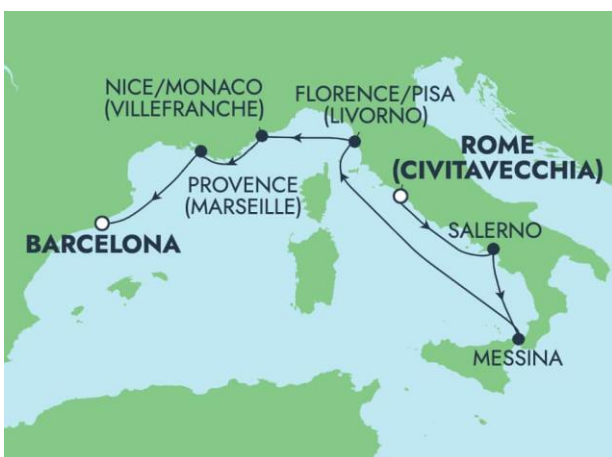 NICE/MONACO
(VILLEFRANCHE)
FLORENCE/PISA
(LIVORNO)
ROME
(CIVITAVECCHIA)
PROVENCE
(MARSEILLE)
BARCELONA
SALERNO
MESSINA